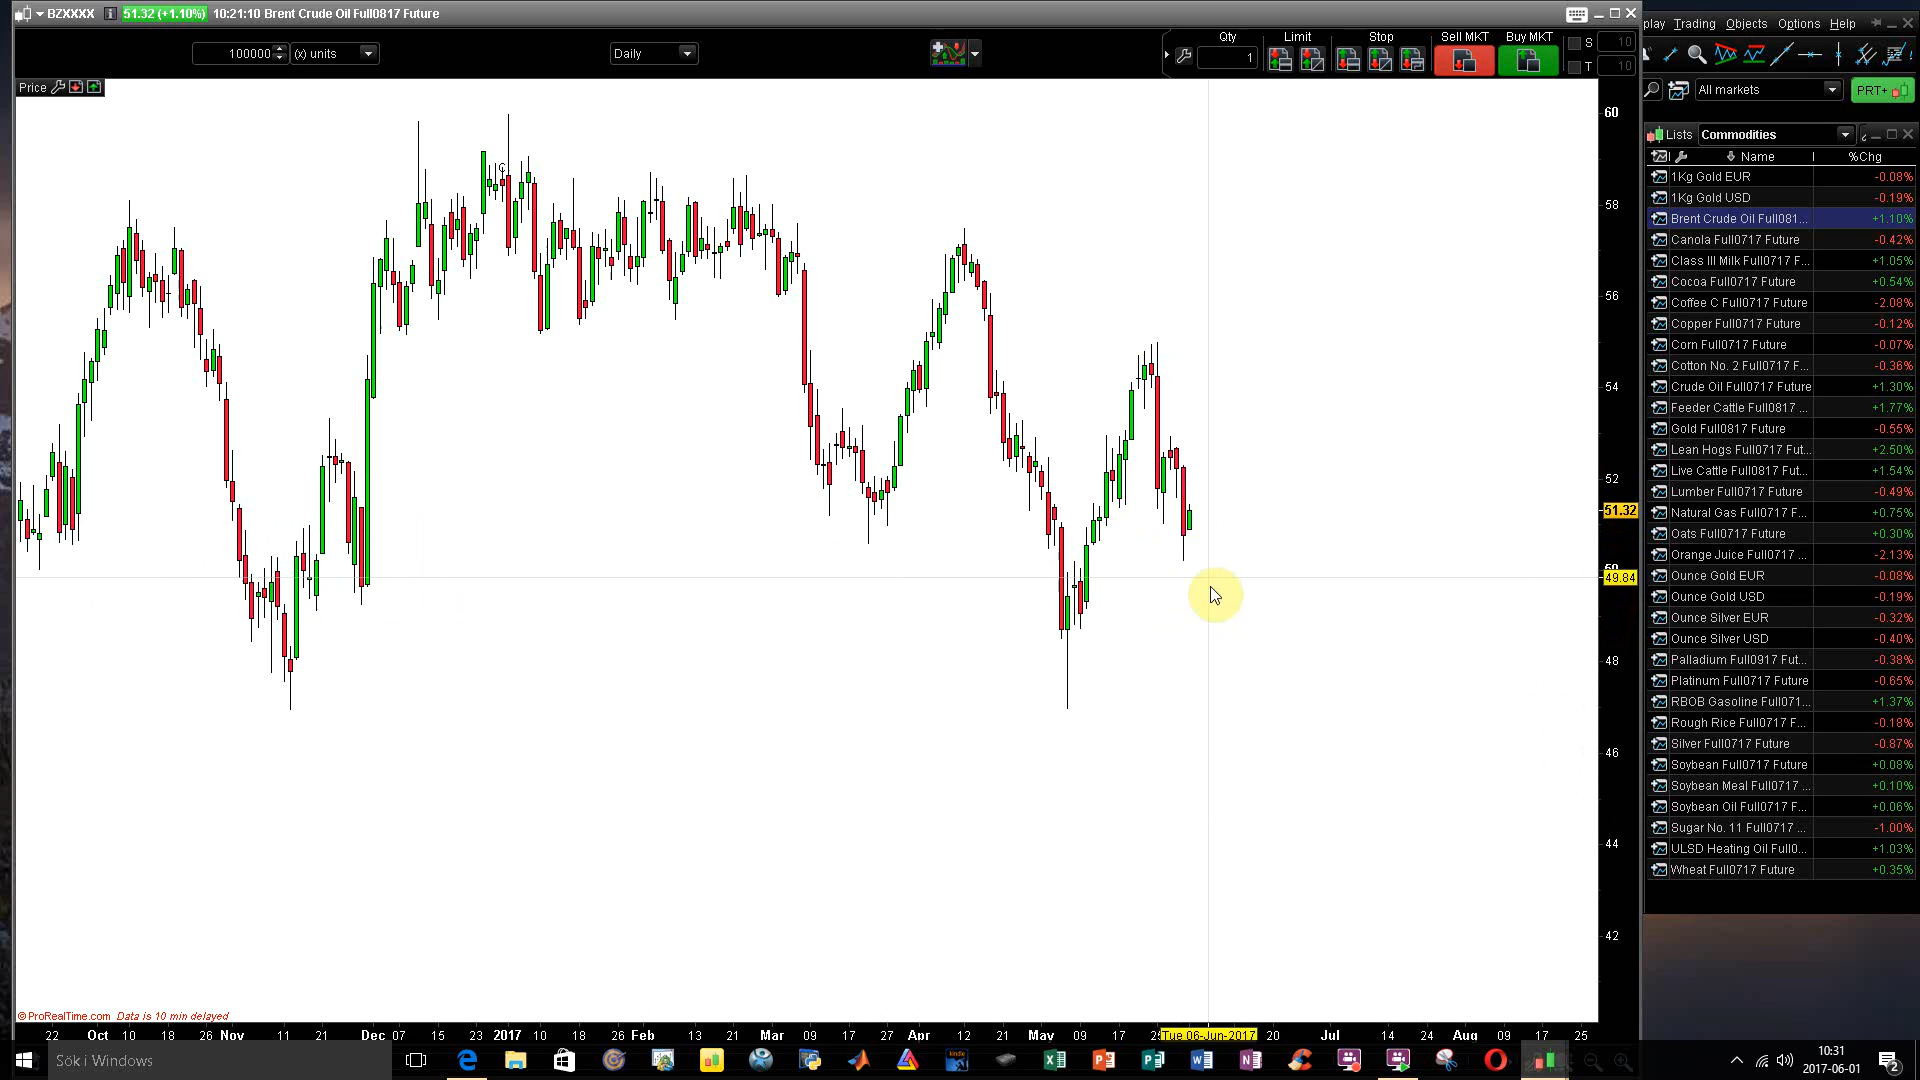 BZXXXX 51.32 (+1.10%) 10:21:10 Brent Crude Oil Full0817 Future
play Trading Objects Options Help
100000 (x) units Daily
Qty Limit Stop Sell MKT Buy MKT S 10
1 T 10
Price
All markets PRT+
Lists Commodities
Name %Chg
1Kg Gold EUR -0.08%
1Kg Gold USD -0.19%
Brent Crude Oil Full081... +1.10%
Canola Full0717 Future -0.42%
Class III Milk Full0717 F... +1.05%
Cocoa Full0717 Future +0.54%
Coffee C Full0717 Future -2.08%
Copper Full0717 Future -0.12%
Corn Full0717 Future -0.07%
Cotton No. 2 Full0717 F... -0.36%
Crude Oil Full0717 Future +1.30%
Feeder Cattle Full0817 ... +1.77%
Gold Full0817 Future -0.55%
Lean Hogs Full0717 Fut... +2.50%
Live Cattle Full0817 Fut... +1.54%
Lumber Full0717 Future -0.49%
Natural Gas Full0717 F... +0.75%
Oats Full0717 Future +0.30%
Orange Juice Full0717 ... -2.13%
Ounce Gold EUR -0.08%
Ounce Gold USD -0.19%
Ounce Silver EUR -0.32%
Ounce Silver USD -0.40%
Palladium Full0917 Fut... -0.38%
Platinum Full0717 Future -0.65%
RBOB Gasoline Full071... +1.37%
Rough Rice Full0717 F... -0.18%
Silver Full0717 Future -0.87%
Soybean Full0717 Future +0.08%
Soybean Meal Full0717 ... +0.10%
Soybean Oil Full0717 F... +0.06%
Sugar No. 11 Full0717 ... -1.00%
ULSD Heating Oil Full0... +1.03%
Wheat Full0717 Future +0.35%
60
58
56
54
52
51.32
49.84
48
46
44
42
© ProRealTime.com Data is 10 min delayed
22 Oct 10 18 26 Nov 11 21 Dec 07 15 23 2017 10 18 26 Feb 13 21 Mar 09 17 27 Apr 12 24 May 09 17 Tue 06-Jun-2017 20 Jul 14 24 Aug 09 17 25
Sök i Windows
kindle
10:31
2017-06-01
2